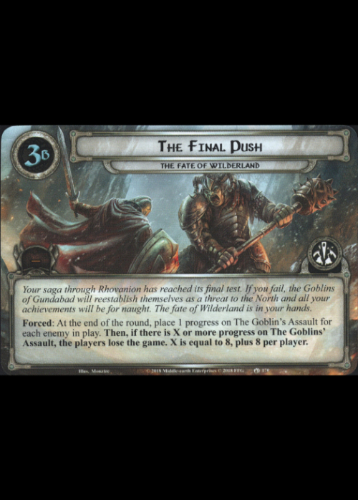 3B
THE FINAL PUSH
THE FATE OF WILDERLAND
Your saga through Rhovanion has reached its final test. If you fail, the Goblins
of Gundabad will reestablish themselves as a threat to the North and all your
achievements will be for naught. The fate of Wilderland is in your hands.
Forced: At the end of the round, place 1 progress on The Goblin's Assault for
each enemy in play. Then, if there is X or more progress on The Goblins'
Assault, the players lose the game. X is equal to 8, plus 8 per player.
Illus.
Middle-earth Enterprises